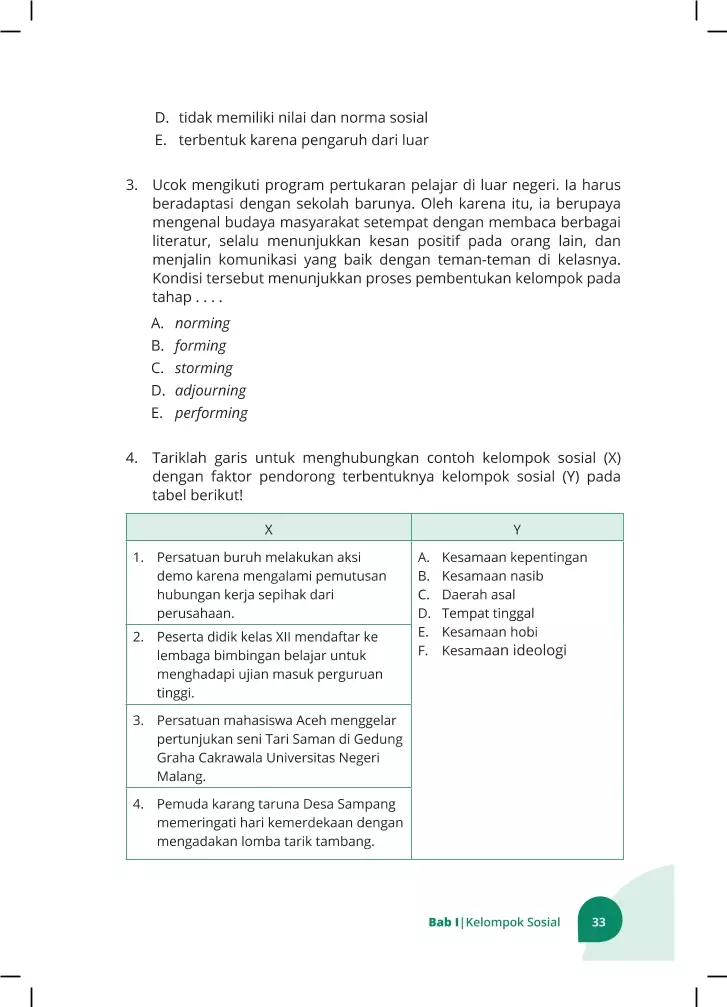 D. tidak memiliki nilai dan norma sosial
E. terbentuk karena pengaruh dari luar
3. Ucok mengikuti program pertukaran pelajar di luar negeri. Ia harus
beradaptasi dengan sekolah barunya. Oleh karena itu, ia berupaya
mengenal budaya masyarakat setempat dengan membaca berbagai
literatur, selalu menunjukkan kesan positif pada orang lain, dan
menjalin komunikasi yang baik dengan teman-teman di kelasnya.
Kondisi tersebut menunjukkan proses pembentukan kelompok pada
tahap . . . .
A. norming
B. forming
C. storming
D. adjourning
E. performing
4. Tariklah garis untuk menghubungkan contoh kelompok sosial (X)
dengan faktor pendorong terbentuknya kelompok sosial (Y) pada
tabel berikut!
X
Y
1. Persatuan buruh melakukan aksi
demo karena mengalami pemutusan
hubungan kerja sepihak dari
perusahaan.
2. Peserta didik kelas XII mendaftar ke
lembaga bimbingan belajar untuk
menghadapi ujian masuk perguruan
tinggi.
3. Persatuan mahasiswa Aceh menggelar
pertunjukan seni Tari Saman di Gedung
Graha Cakrawala Universitas Negeri
Malang.
4. Pemuda karang taruna Desa Sampang
memeringati hari kemerdekaan dengan
mengadakan lomba tarik tambang.
A. Kesamaan kepentingan
B. Kesamaan nasib
C. Daerah asal
D. Tempat tinggal
E. Kesamaan hobi
F. Kesamaan ideologi
Bab I|Kelompok Sosial 33